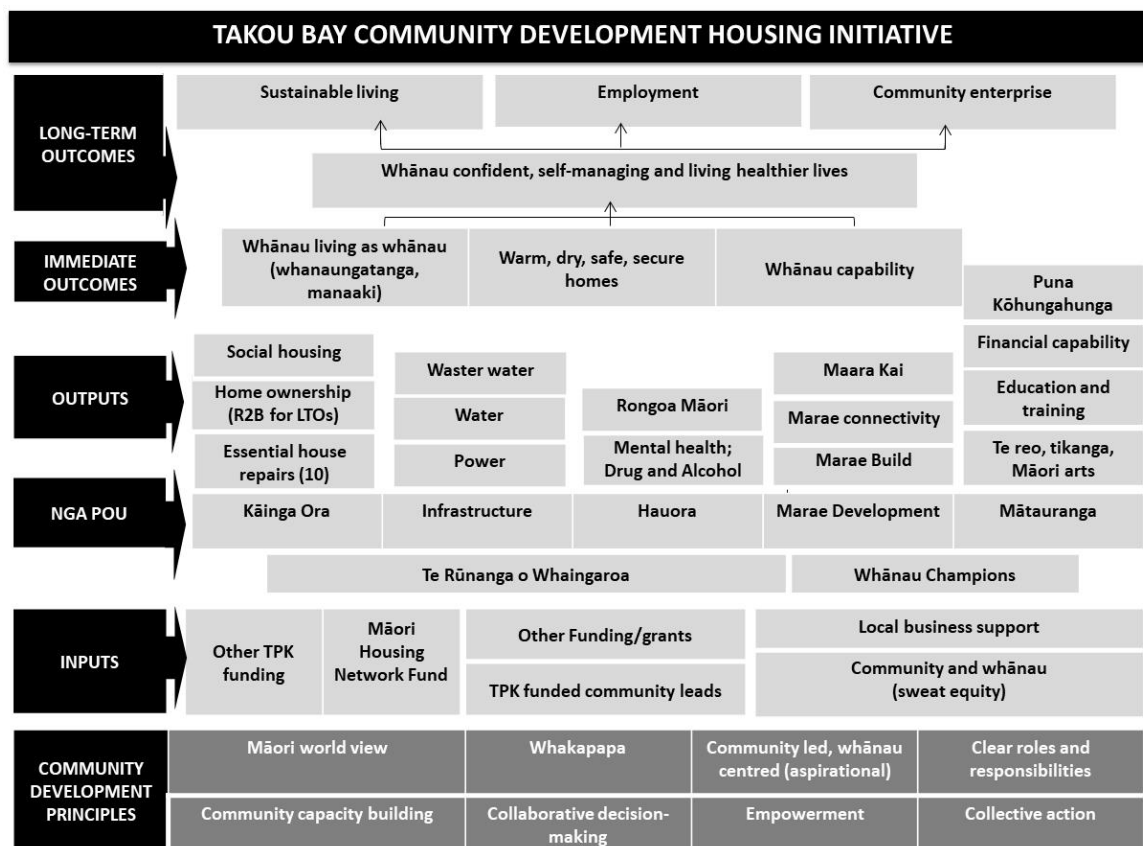 TAKOU BAY COMMUNITY DEVELOPMENT HOUSING INITIATIVE
LONG-TERM
OUTCOMES
Sustainable living
Employment
Community enterprise
Whānau confident, self-managing and living healthier lives
IMMEDIATE
OUTCOMES
Whānau living as whānau
(whanaungatanga,
manaaki)
Warm, dry, safe, secure
homes
Whānau capability
OUTPUTS
Social housing
Home ownership
(R2B for LTOs)
Essential house
repairs (10)
Waster water
Water
Power
Rongoa Māori
Mental health;
Drug and Alcohol
Maara Kai
Marae connectivity
Marae Build
Puna
Kōhungahunga
Financial capability
Education and
training
Te reo, tikanga,
Māori arts
NGA POU
Kāinga Ora
Infrastructure
Hauora
Marae Development
Mātauranga
Te Rūnanga o Whaingaroa
Whānau Champions
INPUTS
Other TPK
funding
Māori
Housing
Network Fund
Other Funding/grants
TPK funded community leads
Local business support
Community and whānau
(sweat equity)
COMMUNITY
DEVELOPMENT
PRINCIPLES
Māori world view
Whakapapa
Community led, whānau
centred (aspirational)
Clear roles and
responsibilities
Community capacity building
Collaborative decision-
making
Empowerment
Collective action